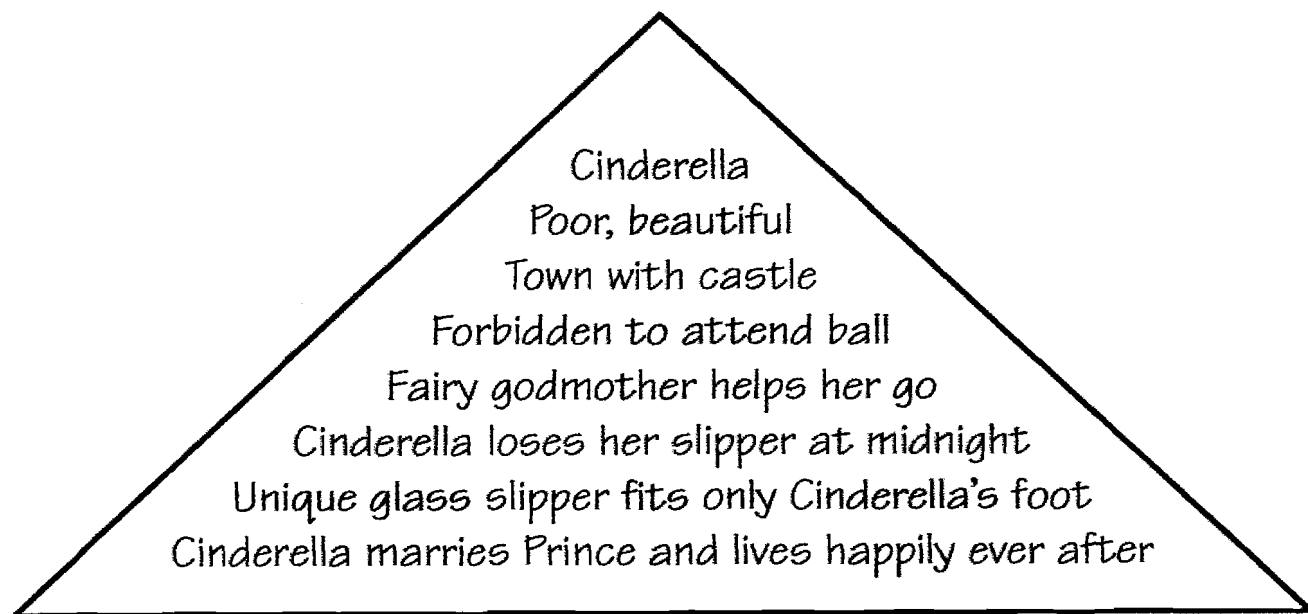 Cinderella
Poor, beautiful
Town with castle
Forbidden to attend ball
Fairy godmother helps her go
Cinderella loses her slipper at midnight
Unique glass slipper fits only Cinderella's foot
Cinderella marries Prince and lives happily ever after